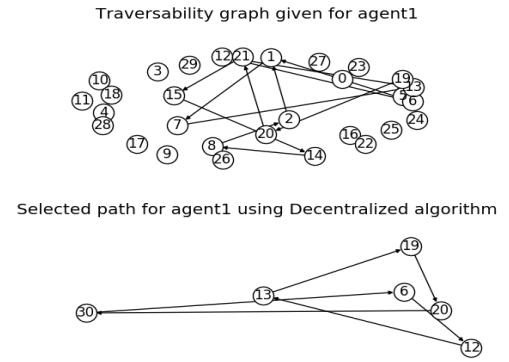 Traversability graph given for agent1
12 21 1 27
29 23
3 0 19
10 13
11 18 15 5 6
4 2 24
28 7 20 16 25
17 8 22
9 26 14
Selected path for agent1 using Decentralized algorithm
19
13 6
30 20
12